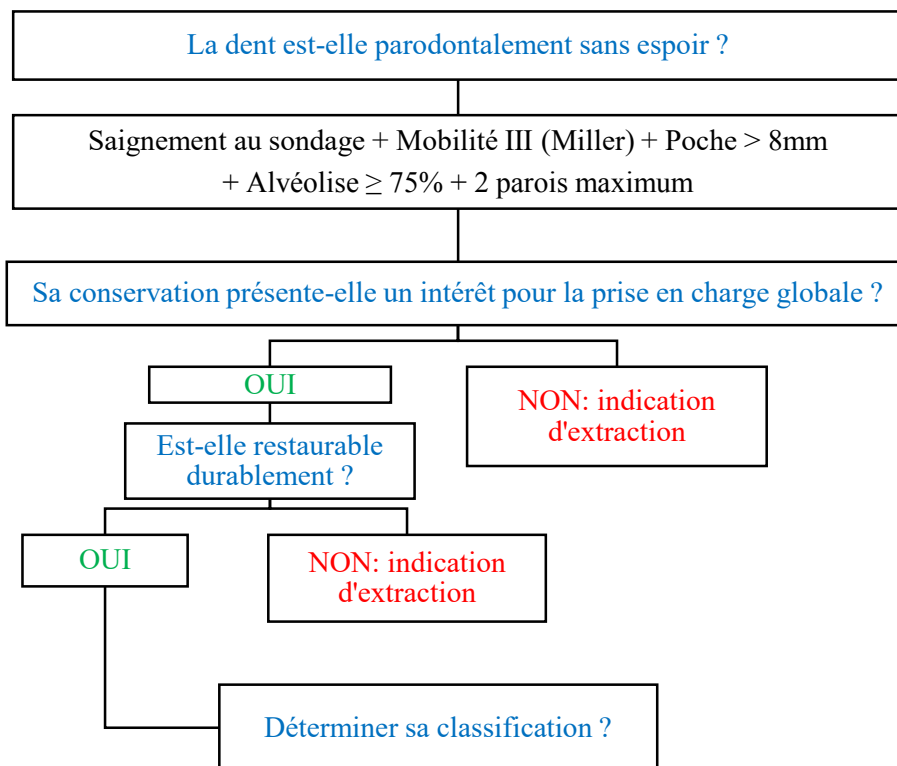 La dent est-elle parodontalement sans espoir ?
Saignement au sondage + Mobilité III (Miller) + Poche > 8mm
+ Alvéolise ≥ 75% + 2 parois maximum
Sa conservation présente-elle un intérêt pour la prise en charge globale ?
OUI
NON: indication
d'extraction
Est-elle restaurable
durablement ?
OUI
NON: indication
d'extraction
Déterminer sa classification ?